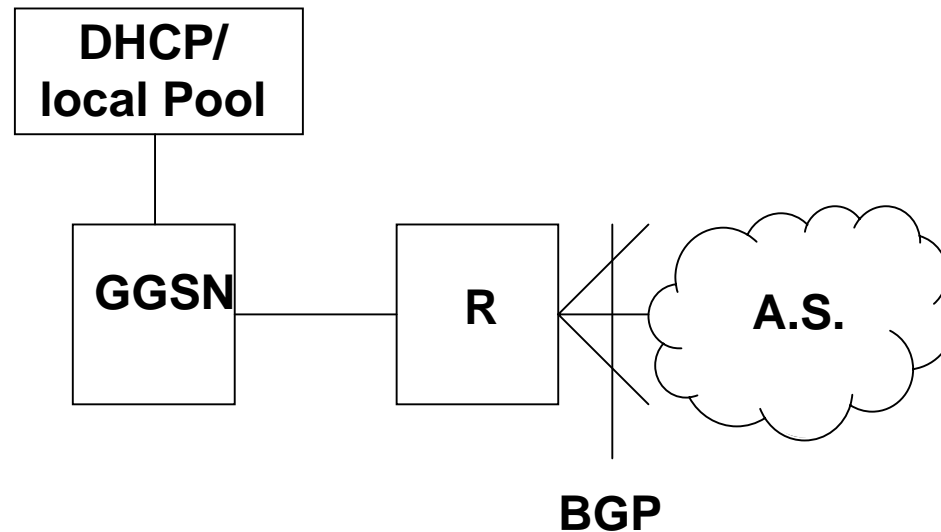 DHCP/
local Pool
GGSN
R
A.S.
BGP